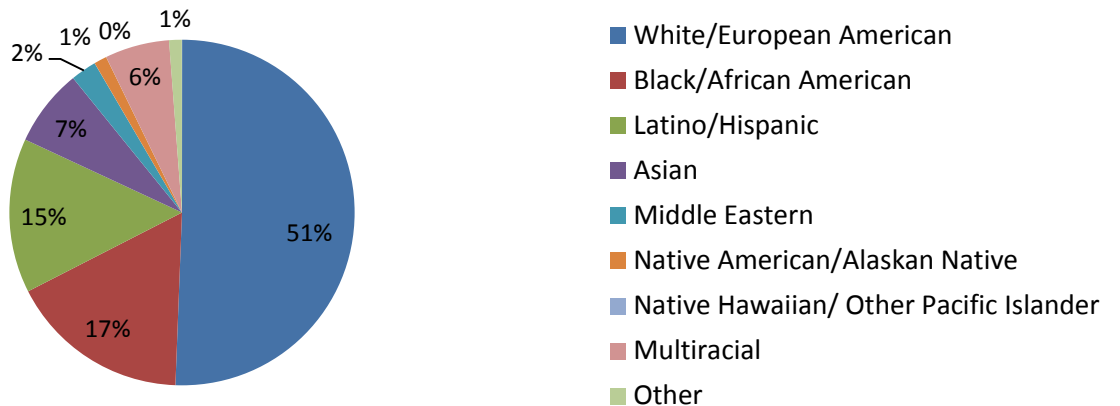 1%
0%
1%
2%
6%
7%
15%
17%
51%
White/European American
Black/African American
Latino/Hispanic
Asian
Middle Eastern
Native American/Alaskan Native
Native Hawaiian/ Other Pacific Islander
Multiracial
Other